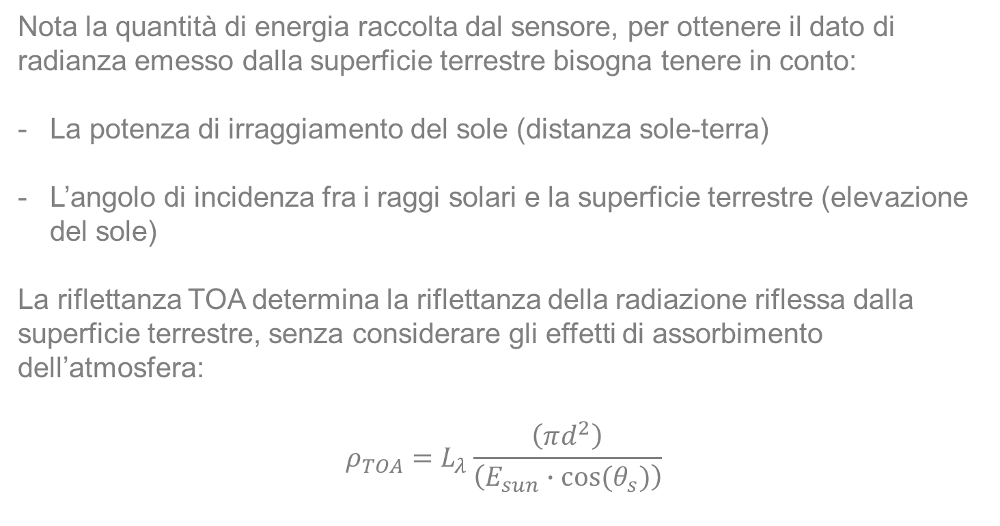 Nota la quantità di energia raccolta dal sensore, per ottenere il dato di
radianza emesso dalla superficie terrestre bisogna tenere in conto:
- La potenza di irraggiamento del sole (distanza sole-terra)
- L’angolo di incidenza fra i raggi solari e la superficie terrestre (elevazione
del sole)
La riflettanza TOA determina la riflettanza della radiazione riflessa dalla
superficie terrestre, senza considerare gli effetti di assorbimento
dell’atmosfera:
$\rho_{TOA} = L_{\lambda} \frac{(\pi d^2)}{(E_{sun} \cdot \cos(\theta_s))}$